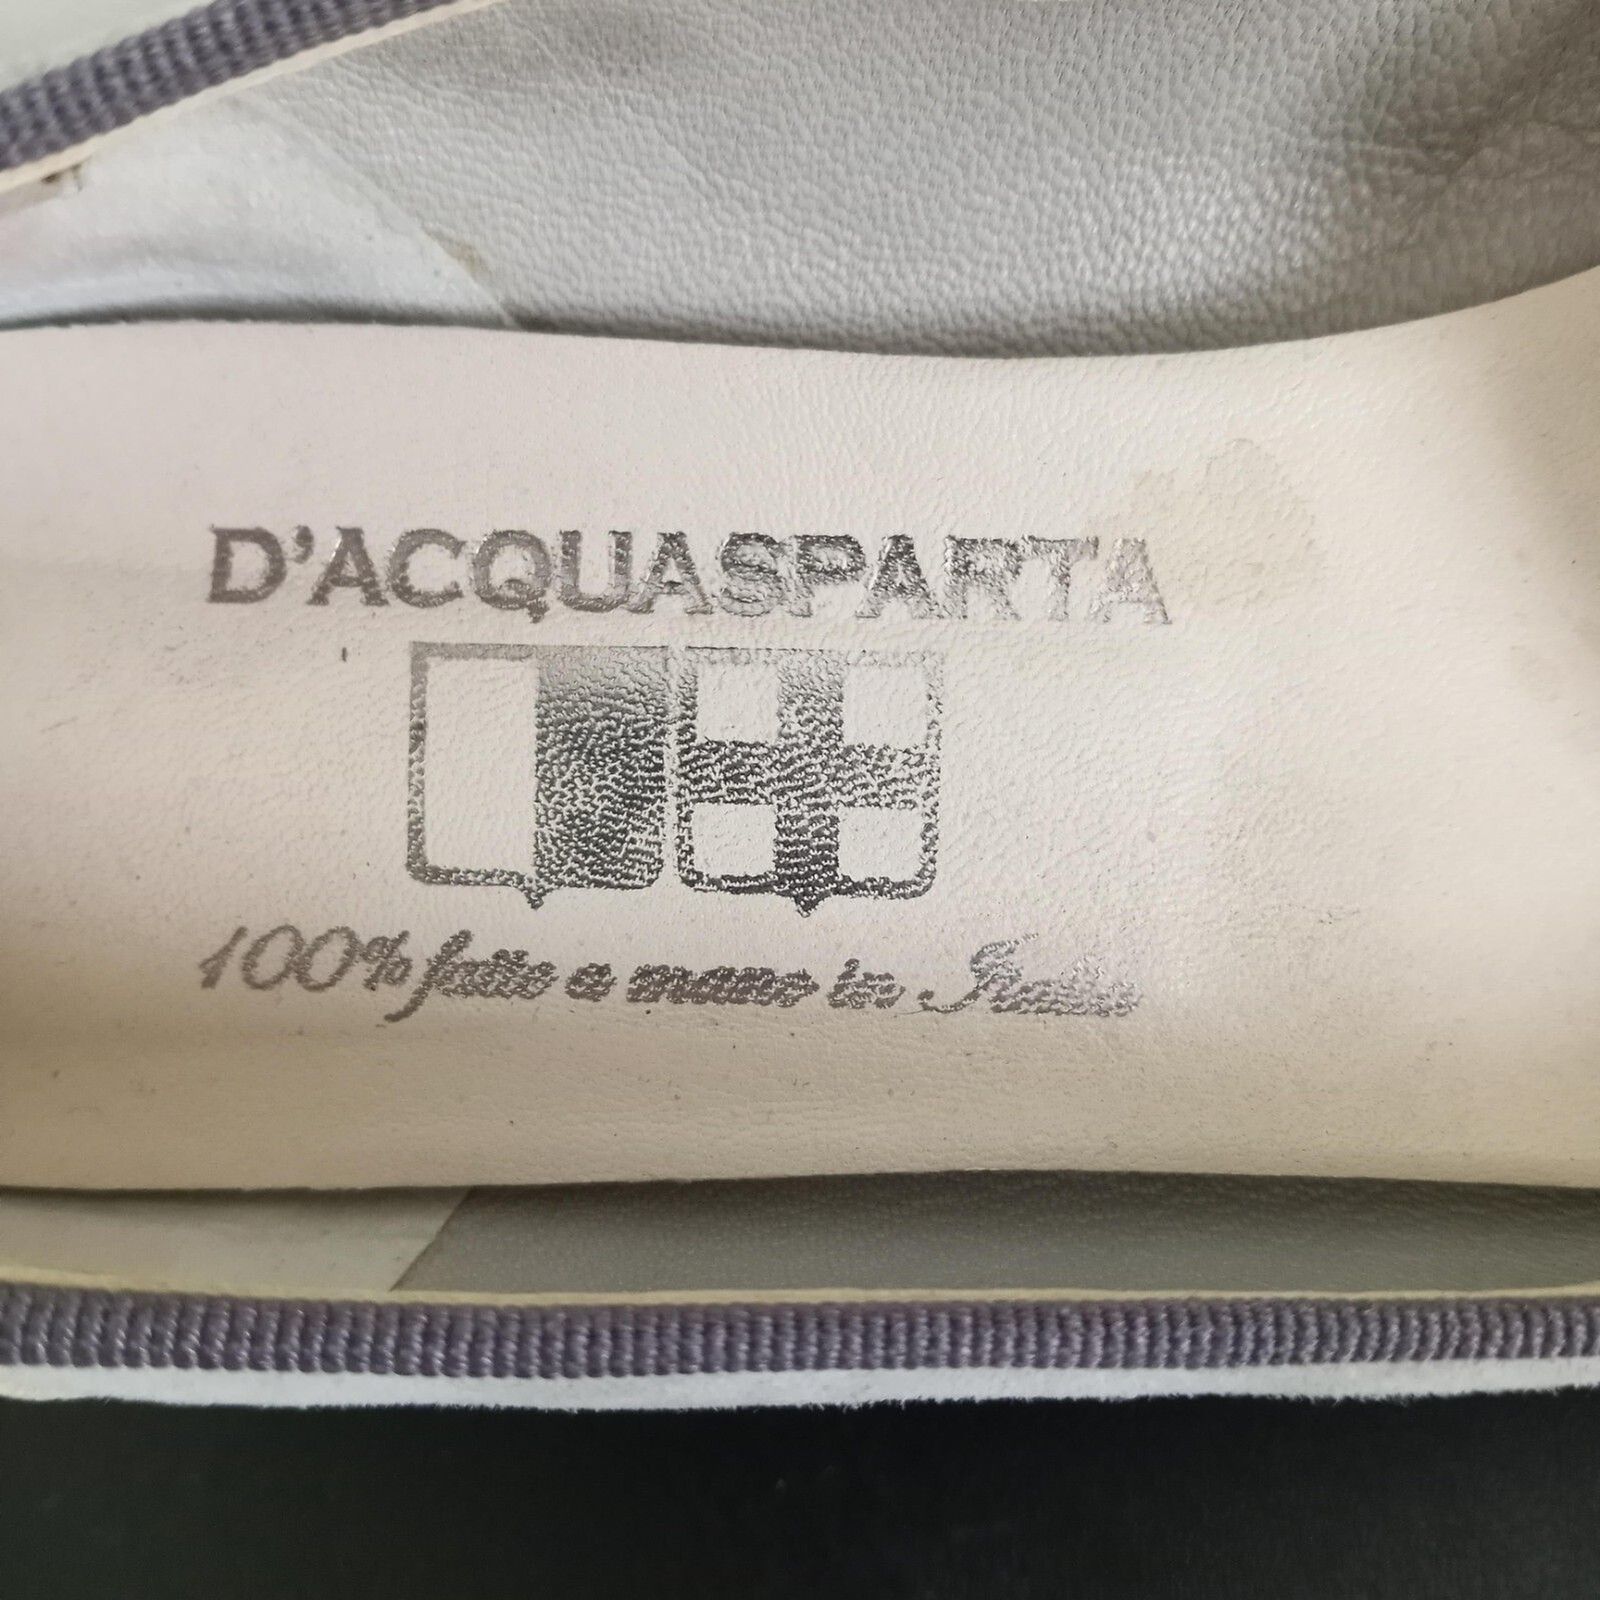 D'ACQUASPARTA
100% fatto a mano in Italia